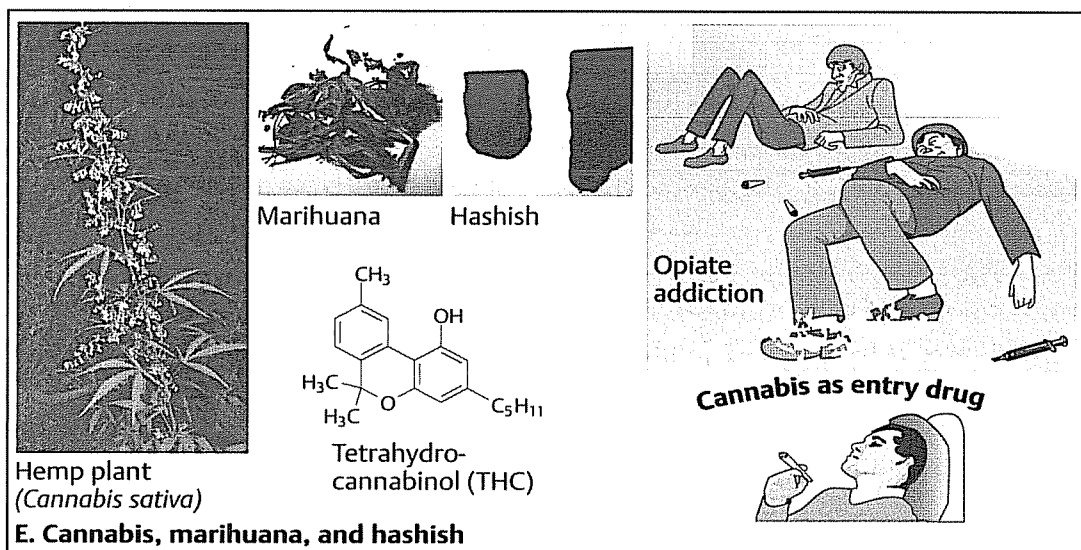 Marihuana
Hashish
Opiate
addiction
CH₃
OH
H₃C
O
H₃C
C₅H₁₁
Cannabis as entry drug
Tetrahydro-
cannabinol (THC)
Hemp plant
(Cannabis sativa)
E. Cannabis, marihuana, and hashish